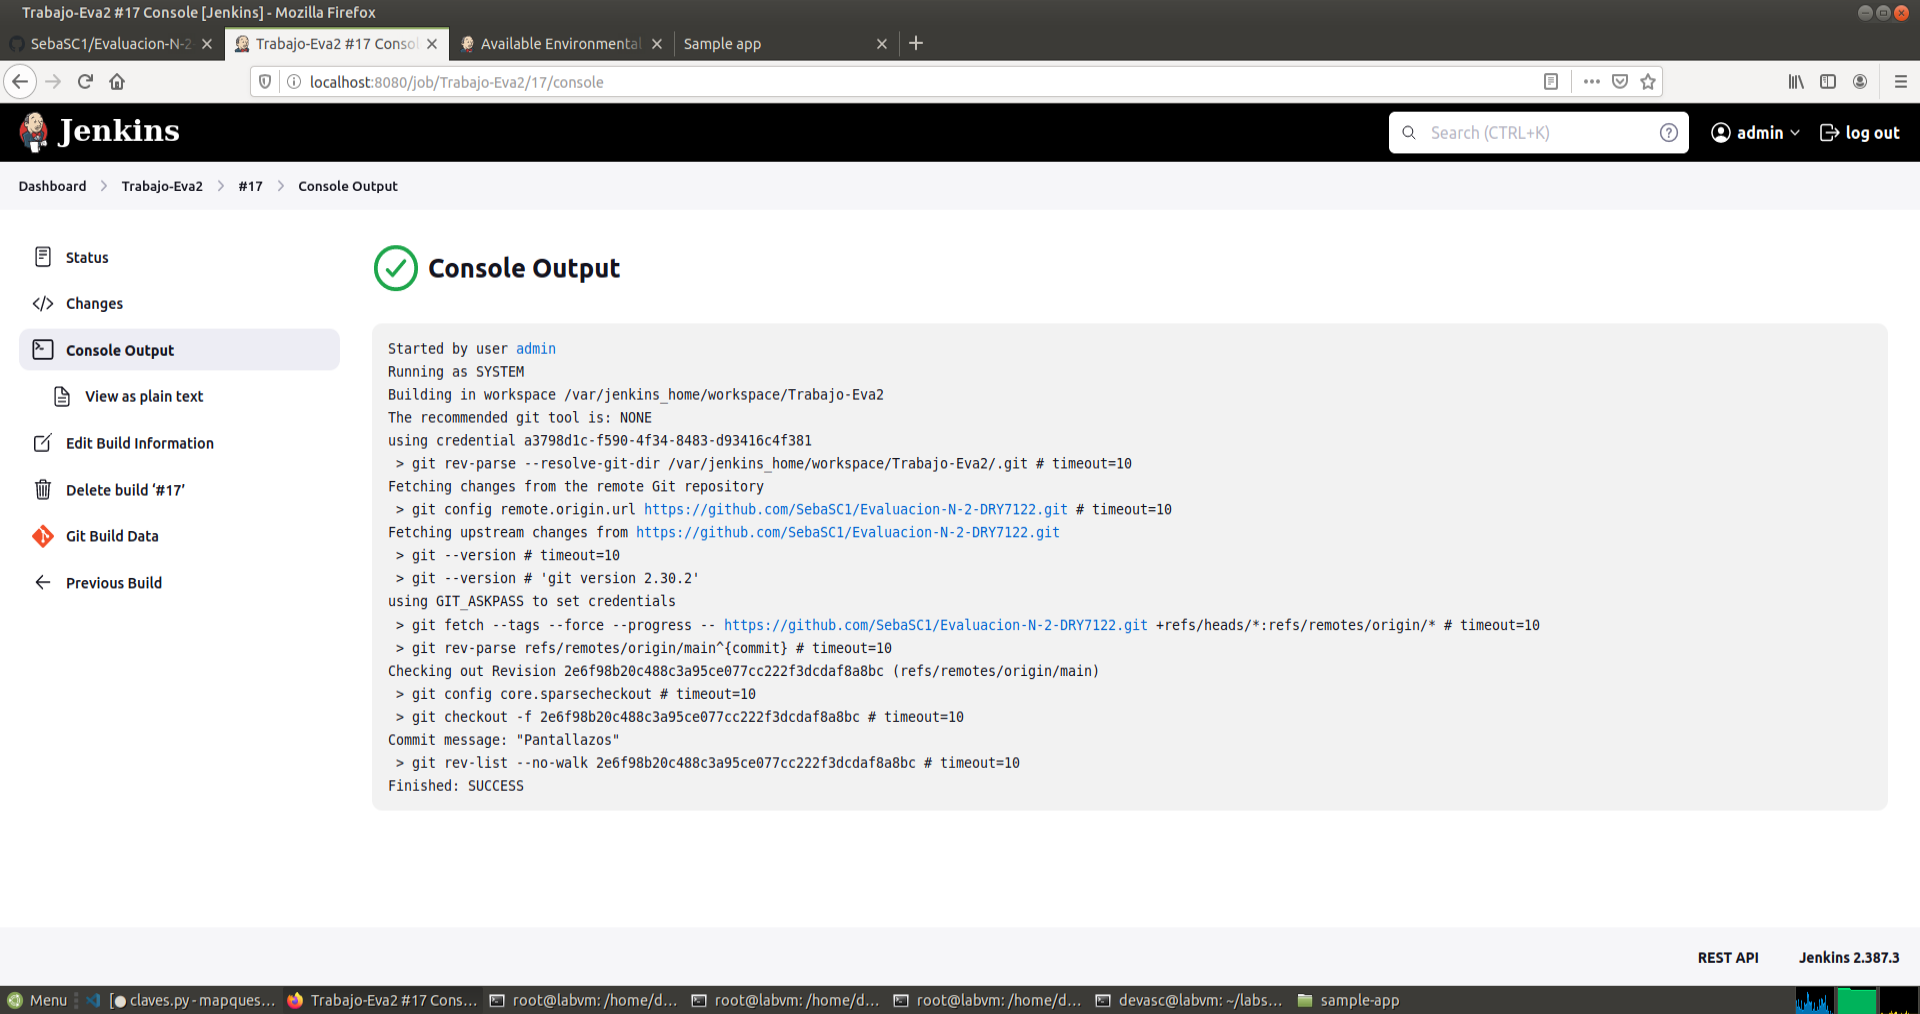 Trabajo-Eva2 #17 Console [Jenkins] - Mozilla Firefox
SebaSC1/Evaluacion-N-2
Trabajo-Eva2 #17 Consol
Available Environmental
Sample app
localhost:8080/job/Trabajo-Eva2/17/console
Jenkins
Search (CTRL+K)
admin
log out
Dashboard
Trabajo-Eva2
#17
Console Output
Status
Changes
Console Output
View as plain text
Edit Build Information
Delete build ‘#17’
Git Build Data
Previous Build
Console Output
Started by user admin
Running as SYSTEM
Building in workspace /var/jenkins_home/workspace/Trabajo-Eva2
The recommended git tool is: NONE
using credential a3798d1c-f590-4f34-8483-d93416c4f381
> git rev-parse --resolve-git-dir /var/jenkins_home/workspace/Trabajo-Eva2/.git # timeout=10
Fetching changes from the remote Git repository
> git config remote.origin.url https://github.com/SebaSC1/Evaluacion-N-2-DRY7122.git # timeout=10
Fetching upstream changes from https://github.com/SebaSC1/Evaluacion-N-2-DRY7122.git
> git --version # timeout=10
> git --version # 'git version 2.30.2'
using GIT_ASKPASS to set credentials
> git fetch --tags --force --progress -- https://github.com/SebaSC1/Evaluacion-N-2-DRY7122.git +refs/heads/*:refs/remotes/origin/* # timeout=10
> git rev-parse refs/remotes/origin/main^{commit} # timeout=10
Checking out Revision 2e6f98b20c488c3a95ce077cc222f3dcdaf8a8bc (refs/remotes/origin/main)
> git config core.sparsecheckout # timeout=10
> git checkout -f 2e6f98b20c488c3a95ce077cc222f3dcdaf8a8bc # timeout=10
Commit message: "Pantallazos"
> git rev-list --no-walk 2e6f98b20c488c3a95ce077cc222f3dcdaf8a8bc # timeout=10
Finished: SUCCESS
REST API
Jenkins 2.387.3
Menu
[● claves.py - mapques...
Trabajo-Eva2 #17 Cons...
root@labvm: /home/d...
root@labvm: /home/d...
root@labvm: /home/d...
devasc@labvm: ~/labs...
sample-app